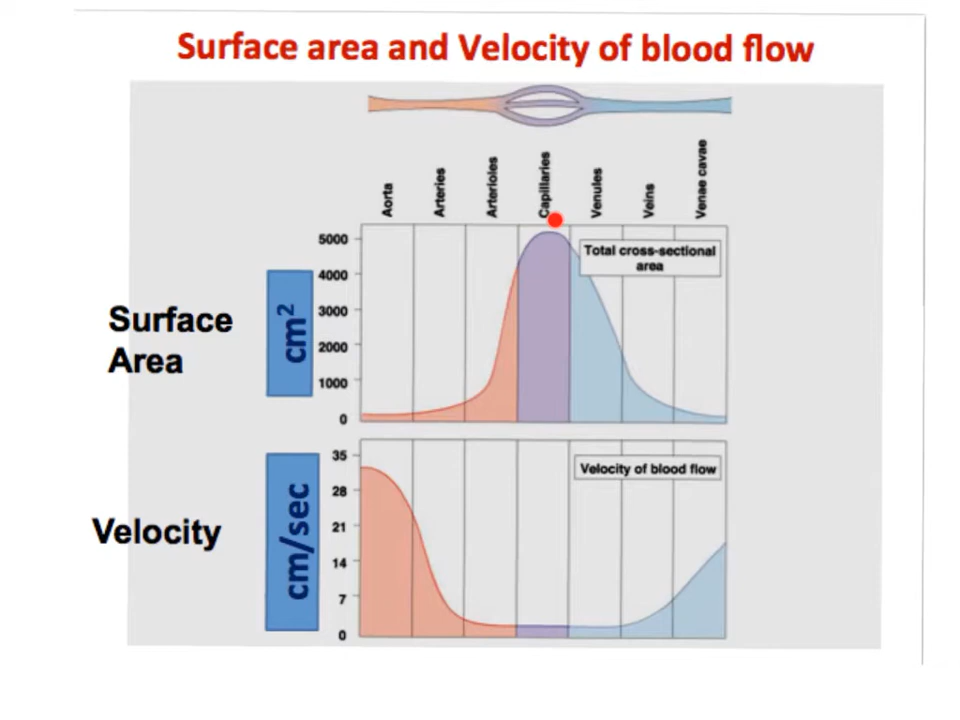 Surface area and Velocity of blood flow
Aorta
Arteries
Arterioles
Capillaries
Venules
Veins
Venae cavae
5000
4000
3000
2000
1000
0
Total cross-sectional
area
Surface
Area
cm²
35
28
21
14
7
0
Velocity of blood flow
Velocity
cm/sec